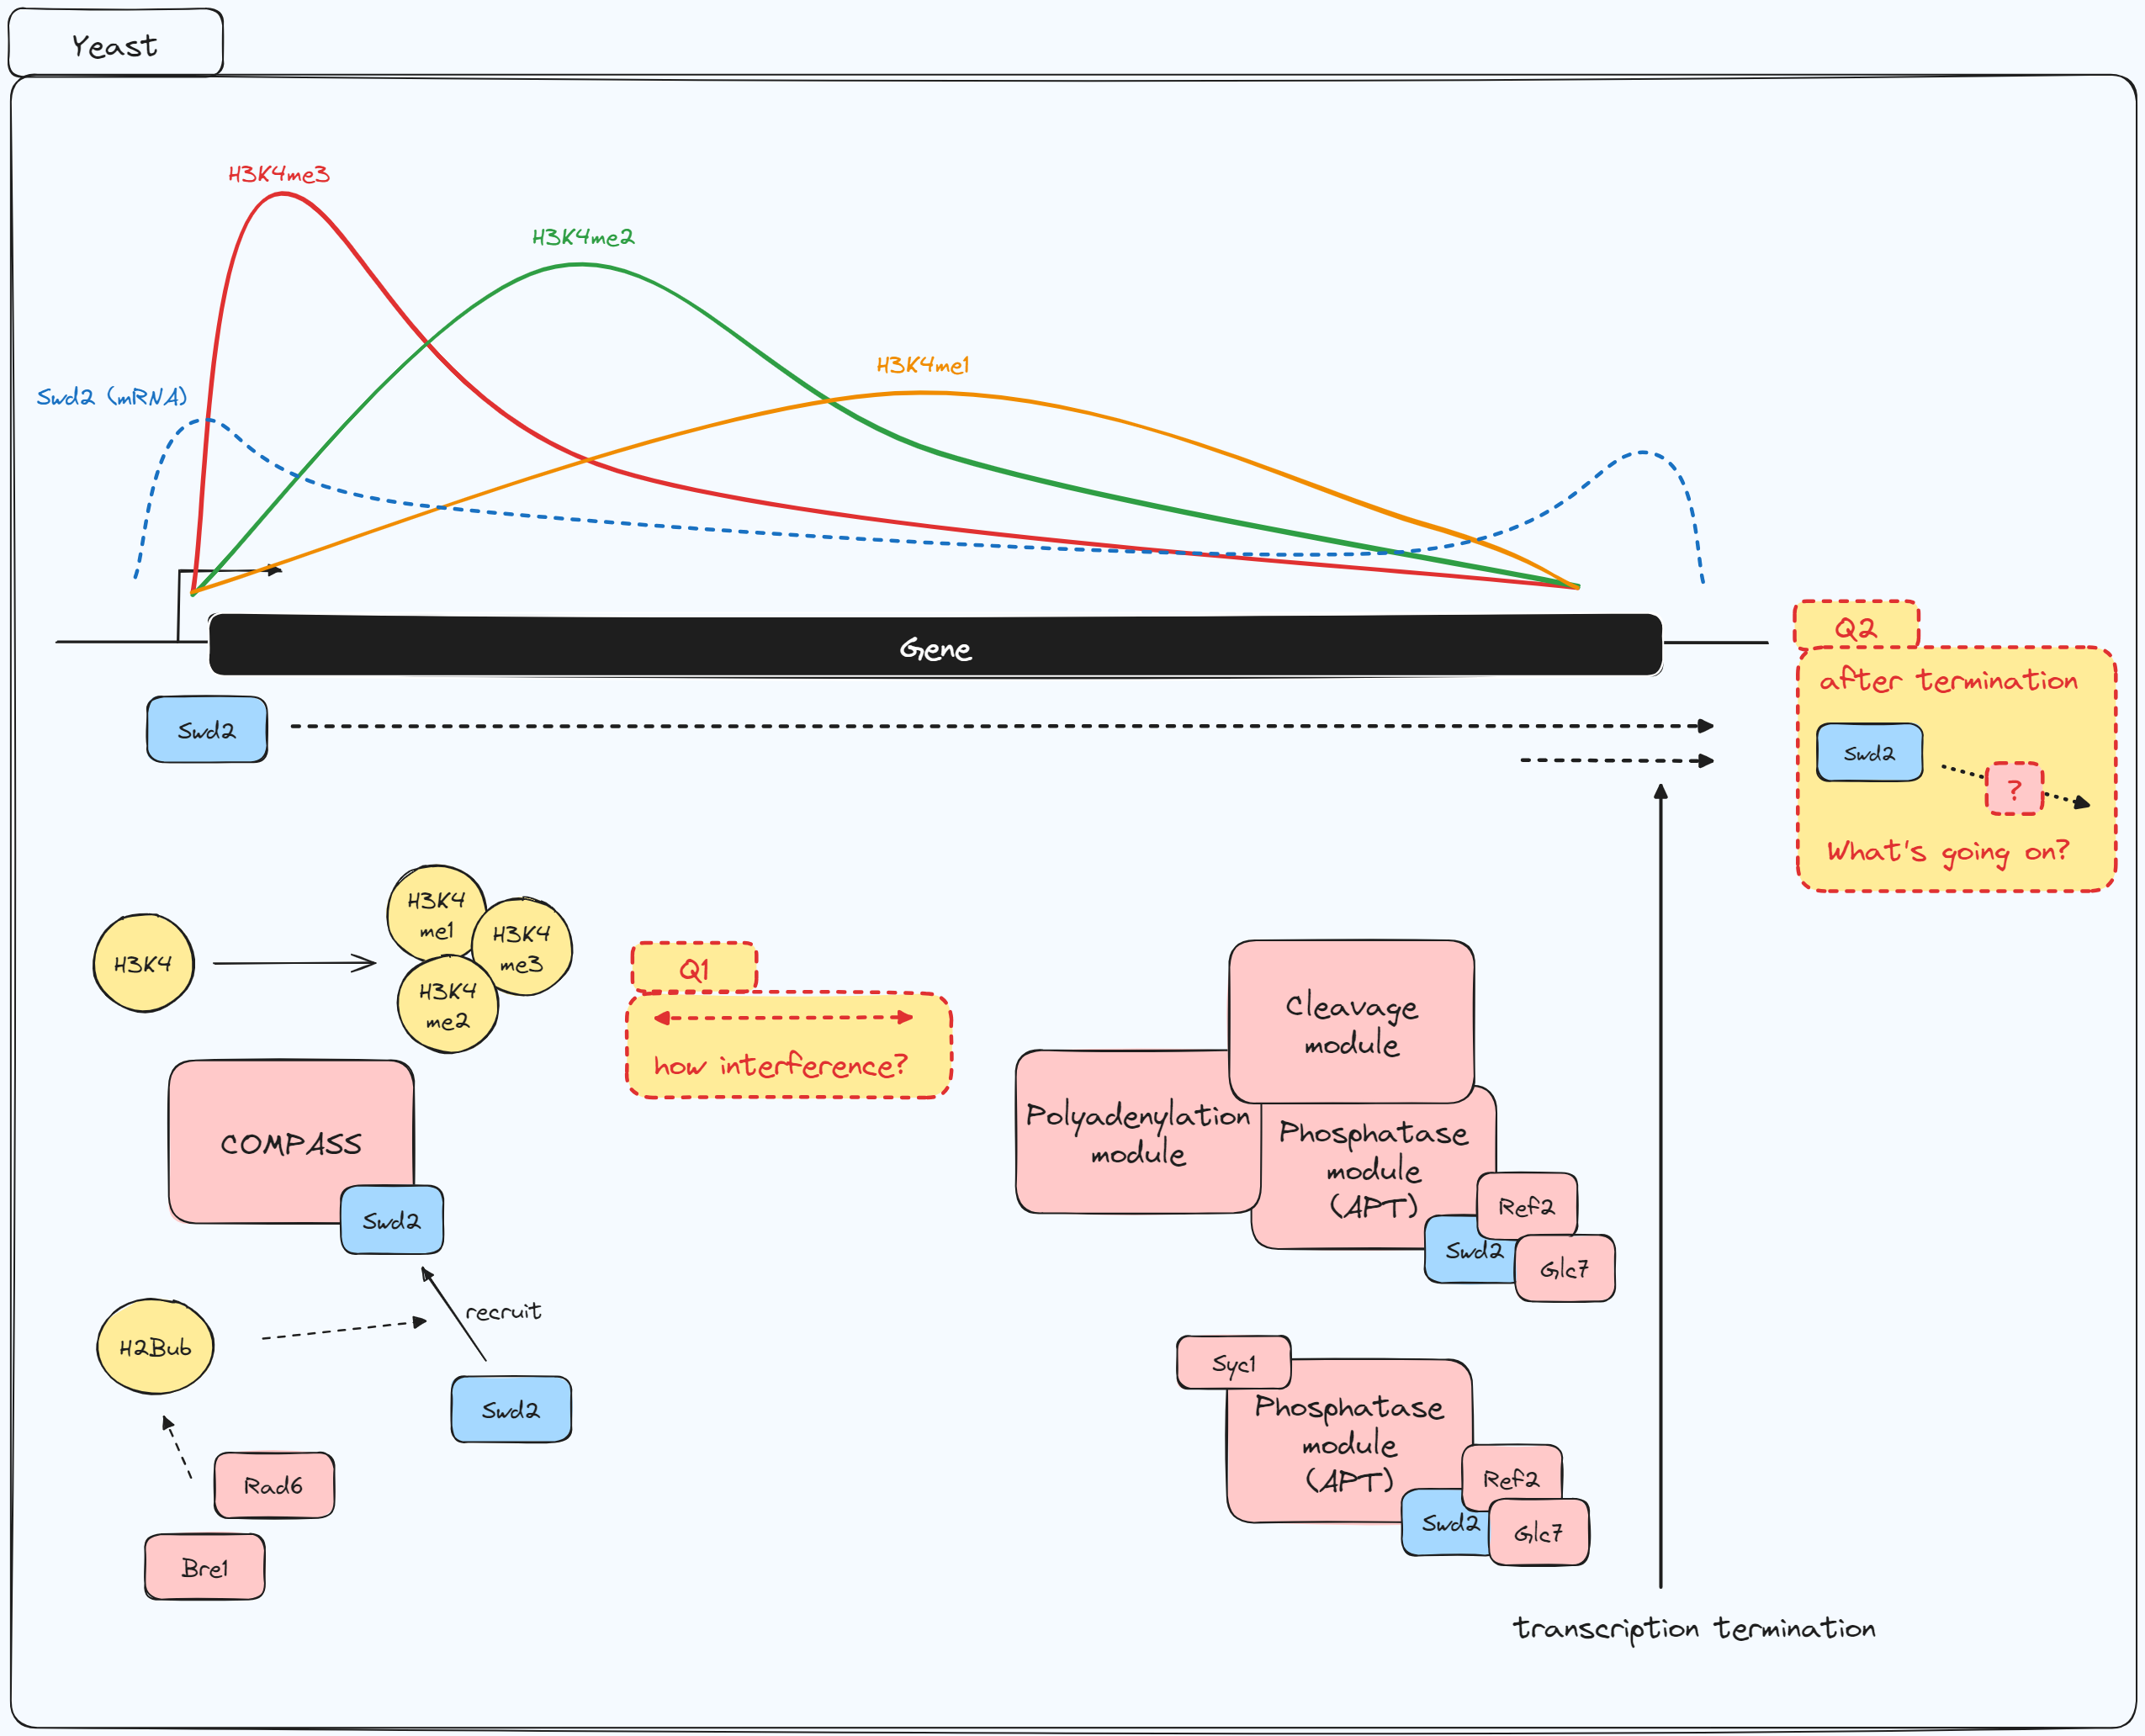 Yeast
H3K4me3
H3K4me2
H3K4me1
Swd2 (mRNA)
Gene
Swd2
Q2
after termination
Swd2
?
What's going on?
H3K4
H3K4
me1
H3K4
me3
H3K4
me2
Q1
how interference?
COMPASS
Swd2
recruit
H2Bub
Swd2
Rad6
Bre1
Cleavage
module
Polyadenylation
module
Phosphatase
module
(APT)
Ref2
Swd2
Glc7
Syc1
Phosphatase
module
(APT)
Ref2
Swd2
Glc7
transcription termination